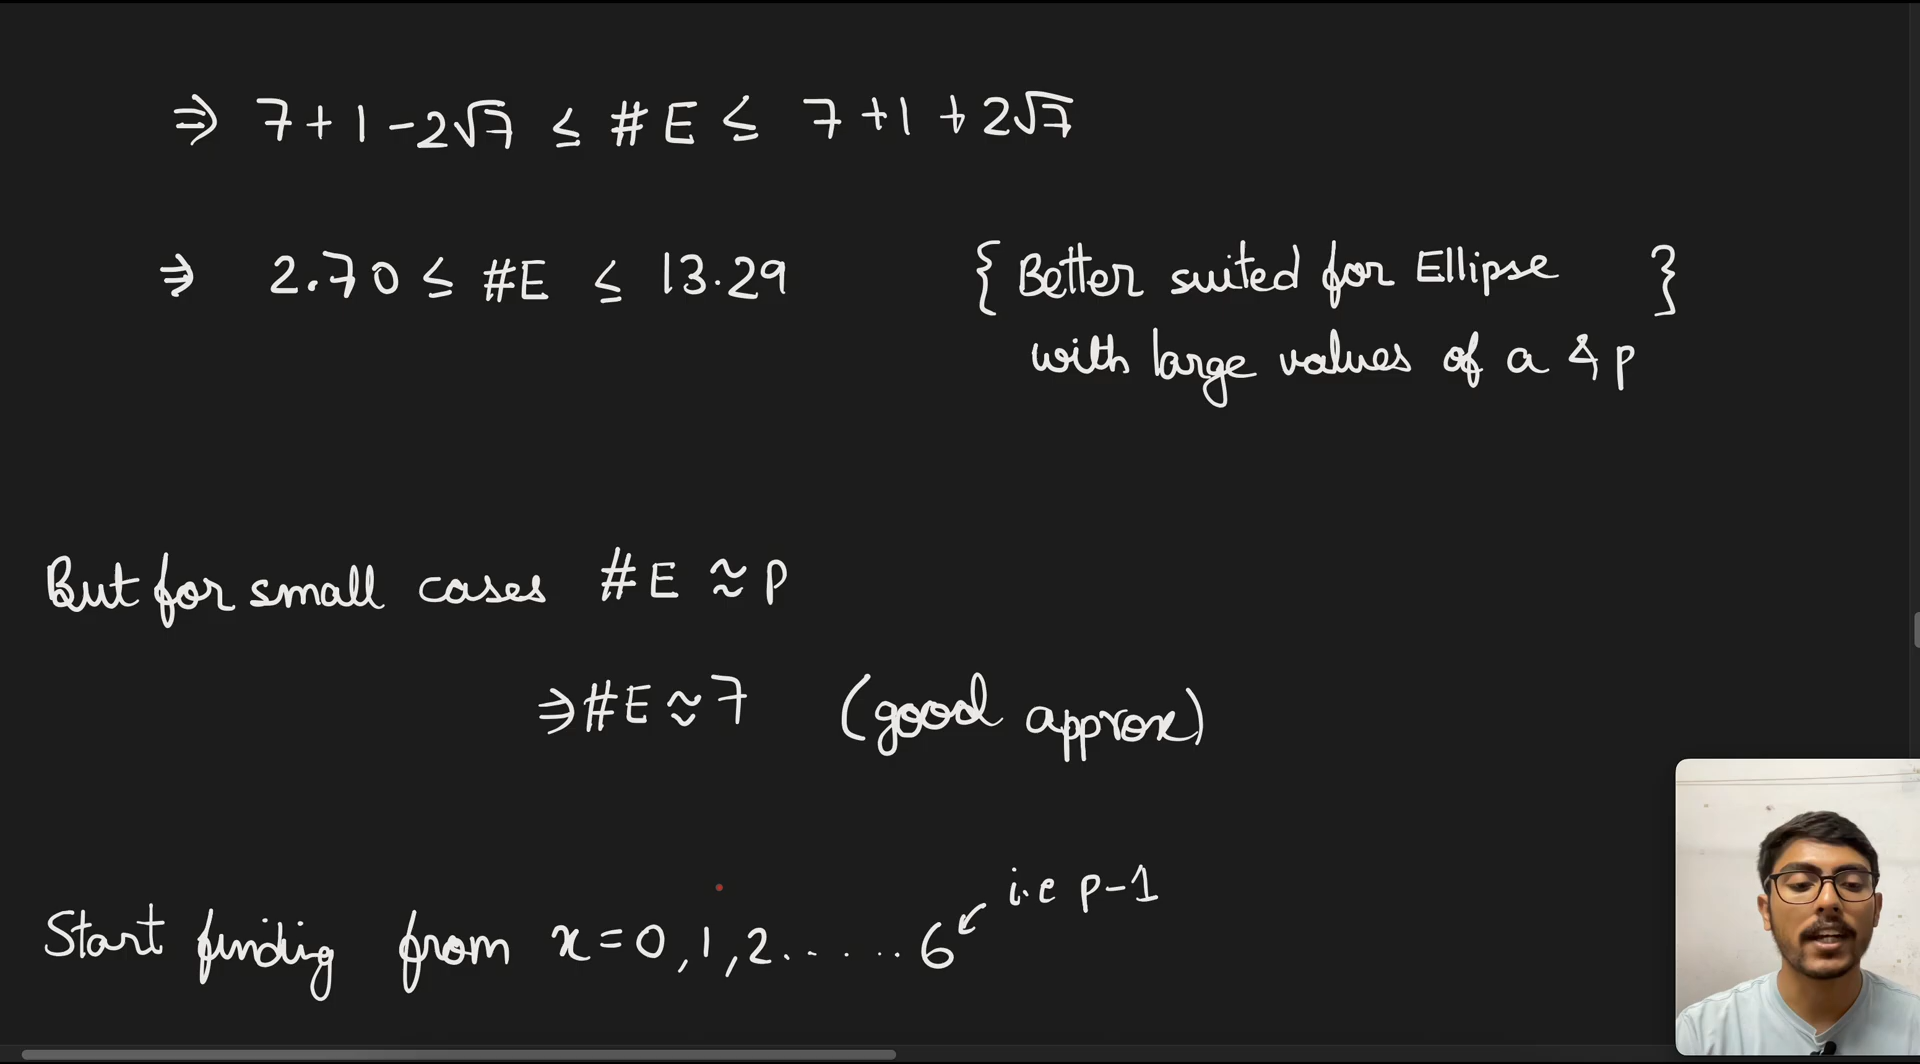 ⇒ 7+1-2√7 ≤ #E ≤ 7+1+2√7
⇒ 2.70 ≤ #E ≤ 13.29
{ Better suited for Ellipse }
with large values of a & p
But for small cases #E ≈ p
⇒ #E ≈ 7 (good approx)
i.e p-1
Start finding from x = 0, 1, 2. . . . . . 6